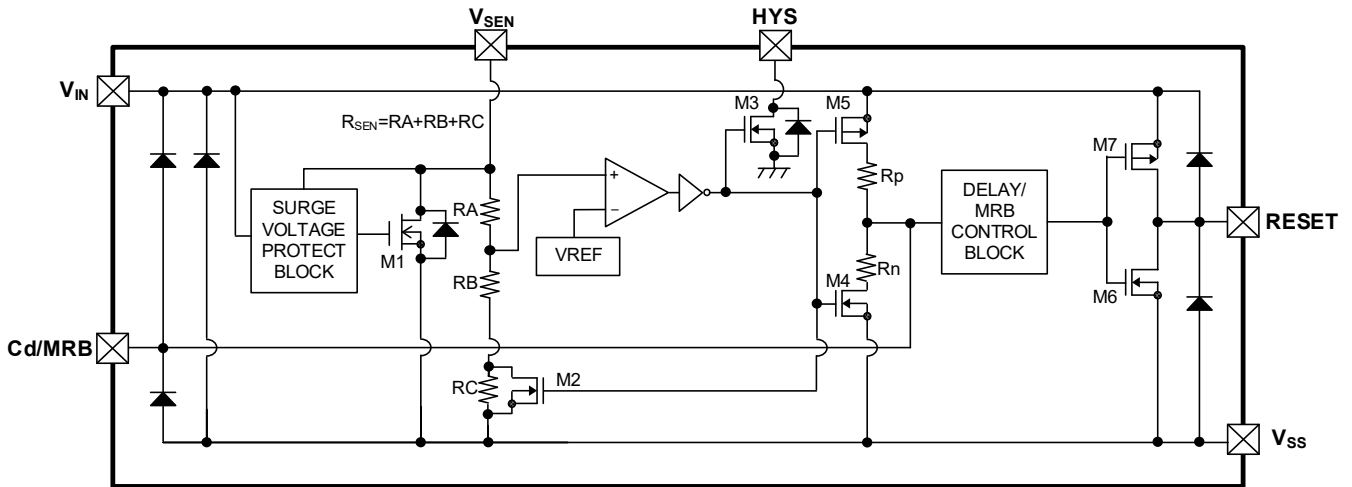 VSEN
HYS
VIN
RSEN=RA+RB+RC
M3
M5
M7
SURGE
VOLTAGE
PROTECT
BLOCK
M1
RA
RB
+
−
VREF
Rp
Rn
M4
DELAY/
MRB
CONTROL
BLOCK
RESET
M6
Cd/MRB
RC
M2
VSS